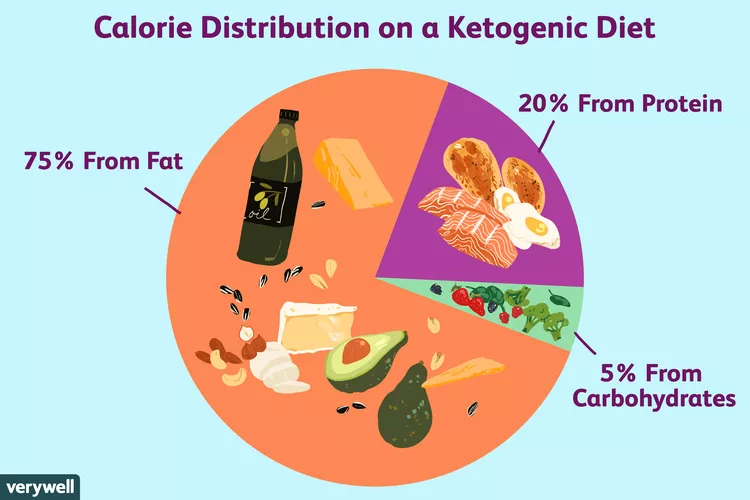 Calorie Distribution on a Ketogenic Diet
20% From Protein
75% From Fat
[oil]
5% From
Carbohydrates
verywell